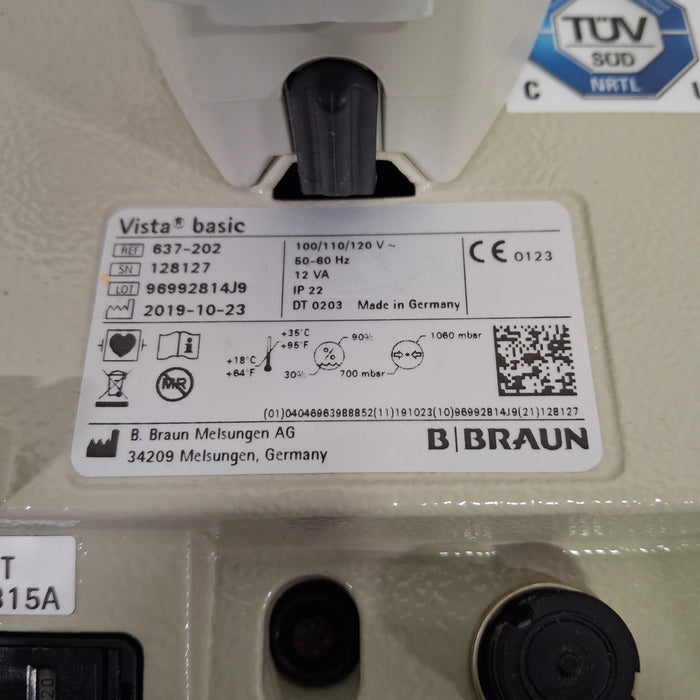 TÜV
SÜD
NRTL
C
Vista® basic
REF 637-202
SN 128127
LOT 96992814J9
2019-10-23
100/110/120 V ~
50-60 Hz
12 VA
IP 22
DT 0203 Made in Germany
CE 0123
i
MR
+35°C
+95°F
+18°C
+64°F
%
90%
30%
1060 mbar
700 mbar
(01)04046963988852(11)191023(10)96992814J9(21)128127
B. Braun Melsungen AG
34209 Melsungen, Germany
B|BRAUN
T
315A
20